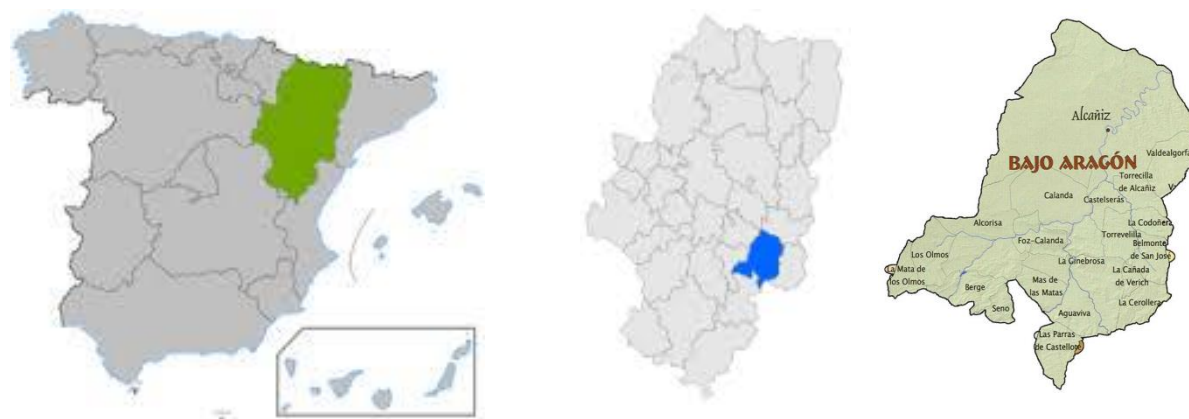 Alcañiz
Valdealgorfa
BAJO ARAGÓN
Torrecilla
de Alcañiz
Calanda
Castelserás
Alcorisa
La Codoñera
Foz-Calanda
Torrevelilla
Belmonte
de San José
Los Olmos
La Ginebrosa
La Mata de
los Olmos
La Cañada
de Verich
Berge
Mas de
las Matas
Seno
La Cerollera
Aguaviva
Las Parras
de Castellote